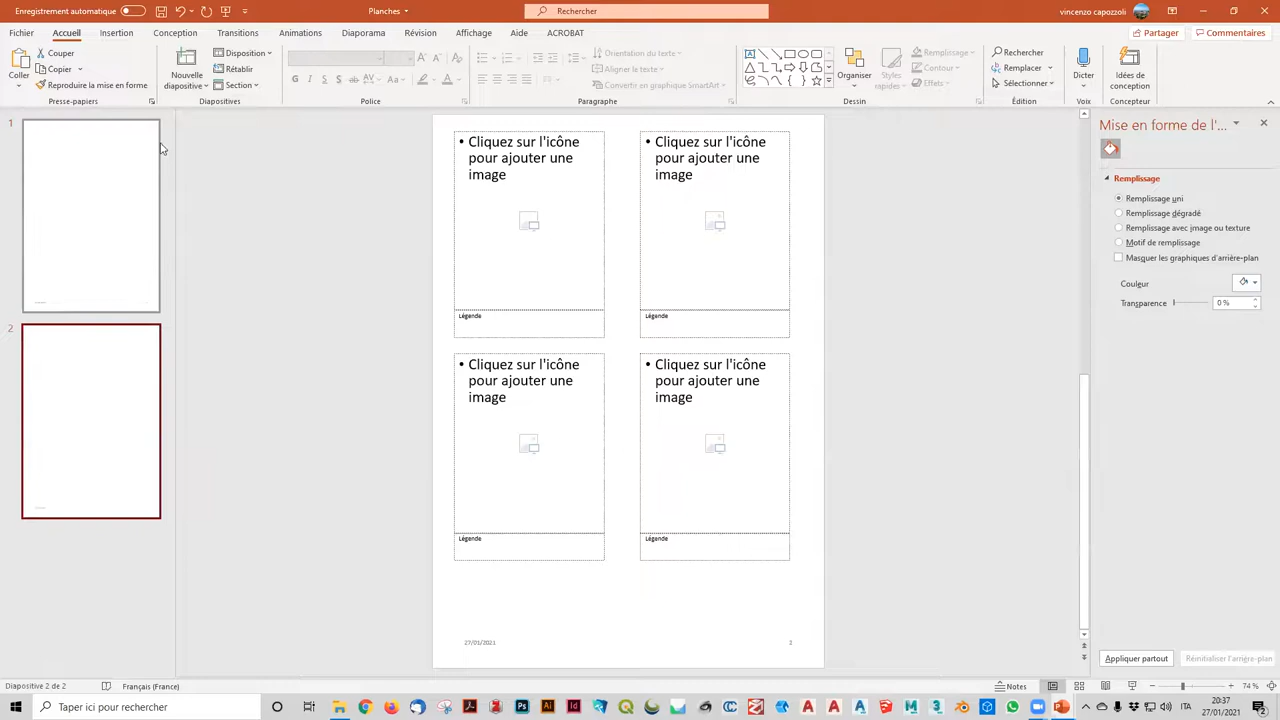 Enregistrement automatique
Planches
Rechercher
vincenzo capozzoli
Fichier
Accueil
Insertion
Conception
Transitions
Animations
Diaporama
Révision
Affichage
Aide
ACROBAT
Partager
Commentaires
Coller
Couper
Copier
Reproduire la mise en forme
Presse-papiers
Nouvelle
diapositive
Disposition
Rétablir
Section
Diapositives
G I S S ab AV Aa A
Police
Orientation du texte
Aligner le texte
Convertir en graphique SmartArt
Paragraphe
Organiser
Styles
rapides
Remplissage
Contour
Effets
Dessin
Rechercher
Remplacer
Sélectionner
Édition
Dicter
Voix
Idées de
conception
Concepteur
1
2
• Cliquez sur l'icône
pour ajouter une
image
Légende
• Cliquez sur l'icône
pour ajouter une
image
Légende
• Cliquez sur l'icône
pour ajouter une
image
Légende
• Cliquez sur l'icône
pour ajouter une
image
Légende
27/01/2021
2
Mise en forme de l'...
Remplissage
Remplissage uni
Remplissage dégradé
Remplissage avec image ou texture
Motif de remplissage
Masquer les graphiques d'arrière-plan
Couleur
Transparence
0 %
Appliquer partout
Réinitialiser l'arrière-plan
Diapositive 2 de 2
Français (France)
Notes
74 %
Taper ici pour rechercher
ITA
20:37
27/01/2021